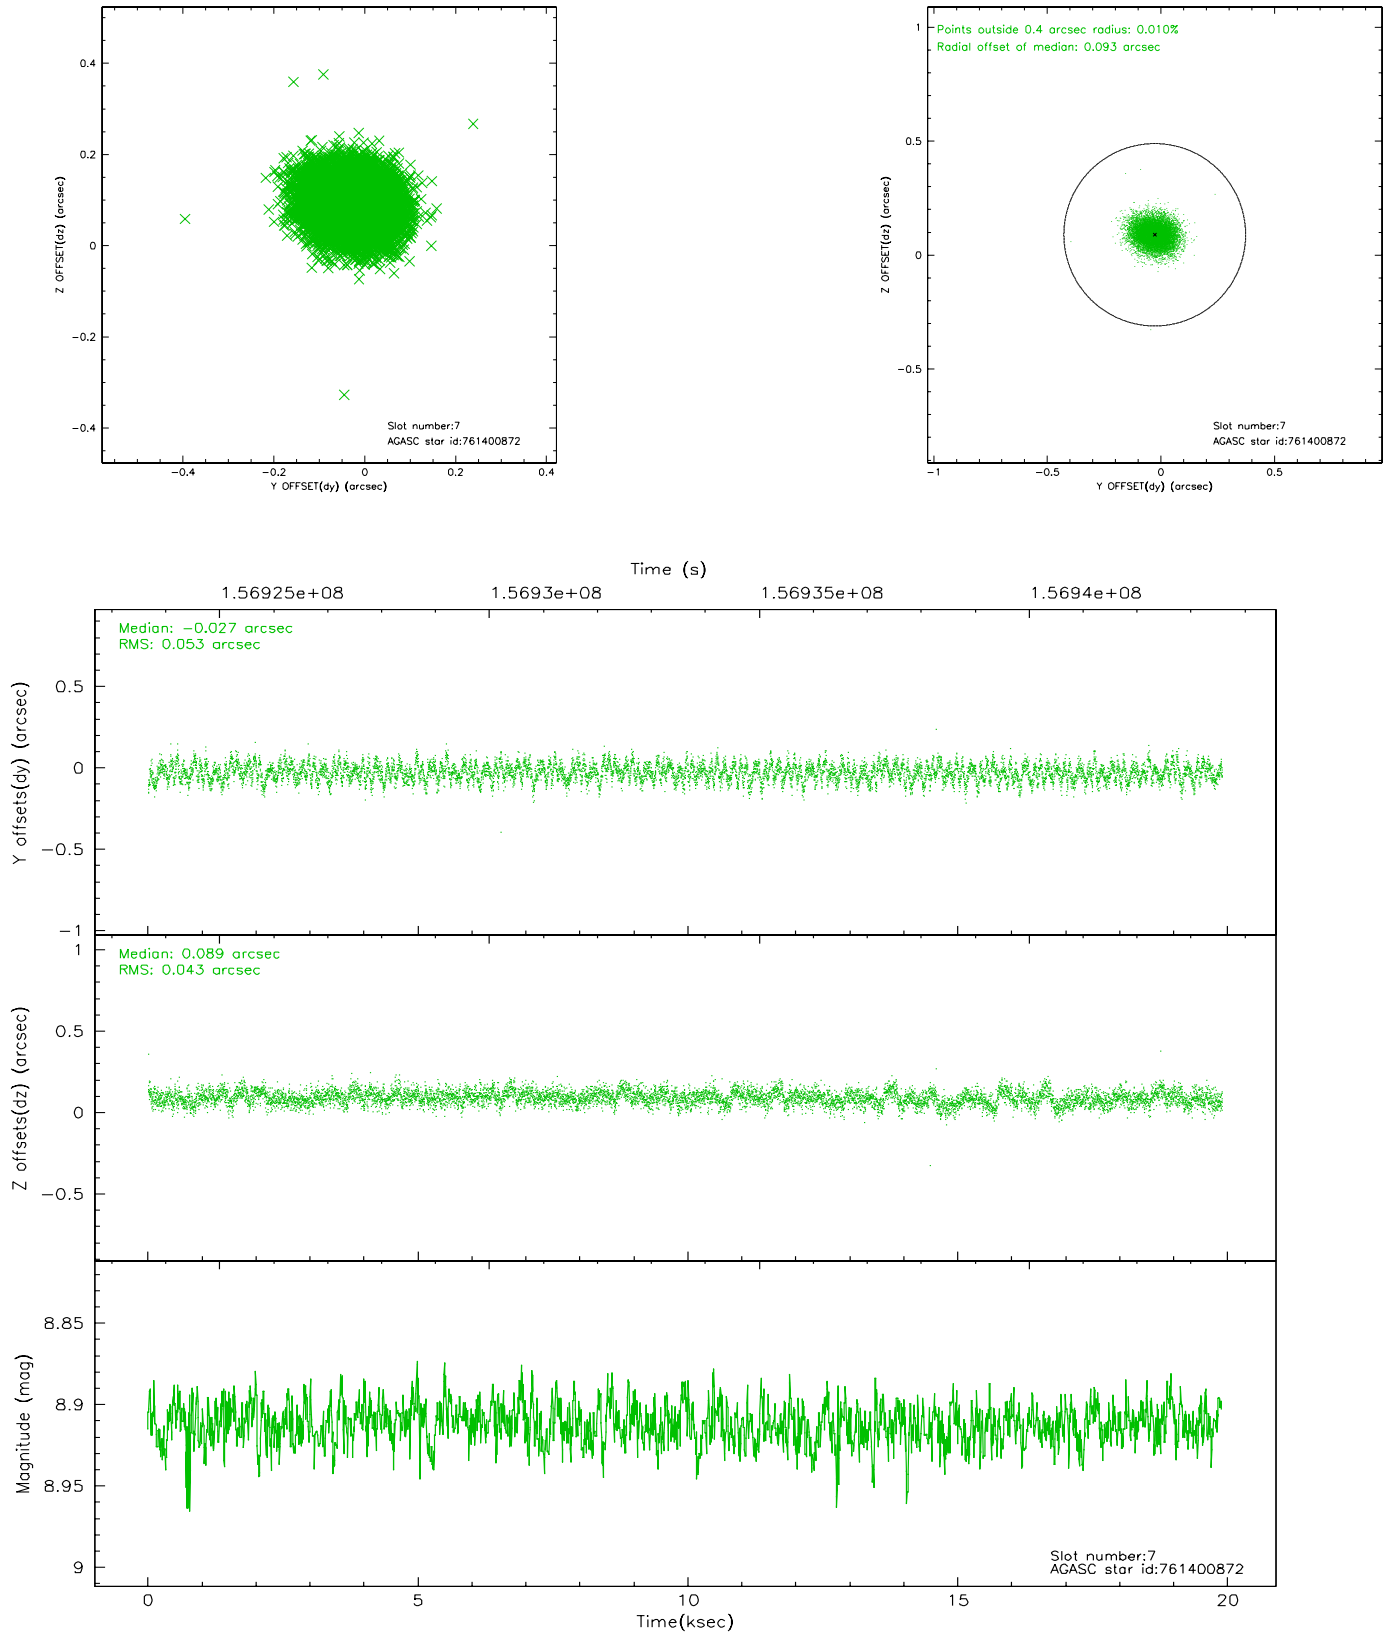 0.4
0.2
0
−0.2
−0.4
Z OFFSET(dz) (arcsec)
Slot number:7
AGASC star id:761400872
−0.4 −0.2 0 0.2 0.4
Y OFFSET(dy) (arcsec)
Points outside 0.4 arcsec radius: 0.010%
Radial offset of median: 0.093 arcsec
1
0.5
0
−0.5
Z OFFSET(dz) (arcsec)
Slot number:7
AGASC star id:761400872
−1 −0.5 0 0.5
Y OFFSET(dy) (arcsec)
Time (s)
1.56925e+08 1.5693e+08 1.56935e+08 1.5694e+08
Median: −0.027 arcsec
RMS: 0.053 arcsec
0.5
0
−0.5
−1
Y offsets(dy) (arcsec)
Median: 0.089 arcsec
RMS: 0.043 arcsec
1
0.5
0
−0.5
Z offsets(dz) (arcsec)
8.85
8.9
8.95
9
Magnitude (mag)
Slot number:7
AGASC star id:761400872
0 5 10 15 20
Time(ksec)